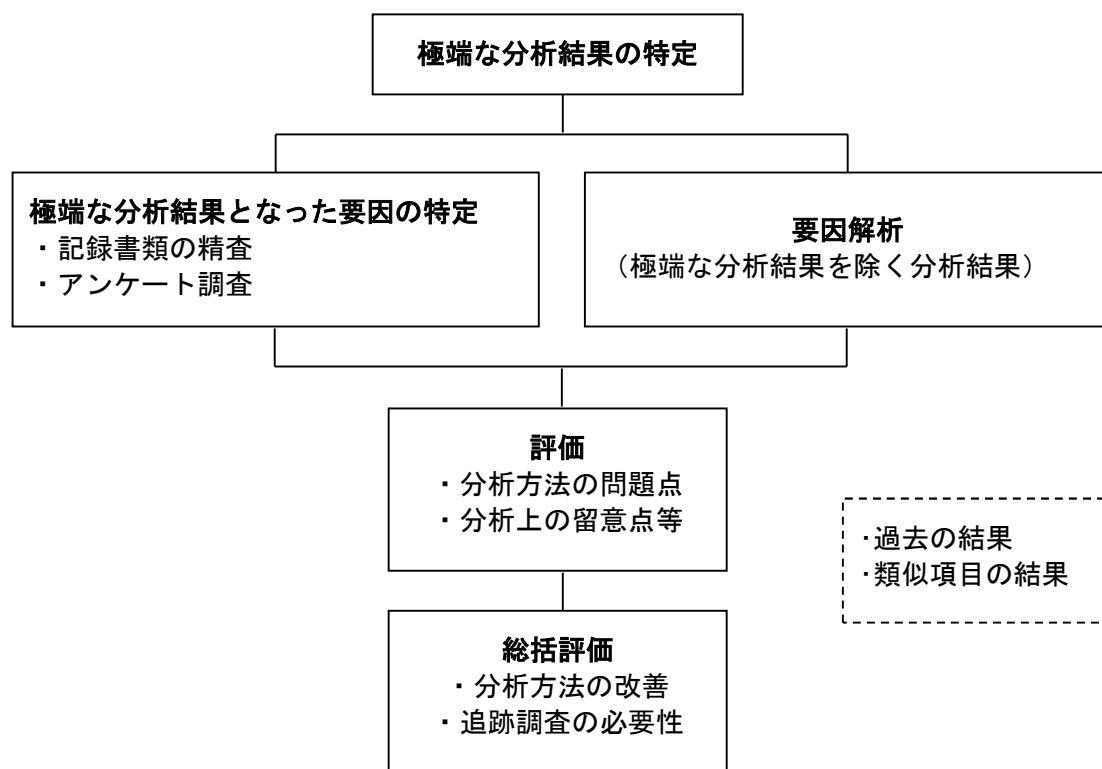 極端な分析結果の特定
極端な分析結果となった要因の特定
・記録書類の精査
・アンケート調査
要因解析
（極端な分析結果を除く分析結果）
評価
・分析方法の問題点
・分析上の留意点等
・過去の結果
・類似項目の結果
総括評価
・分析方法の改善
・追跡調査の必要性